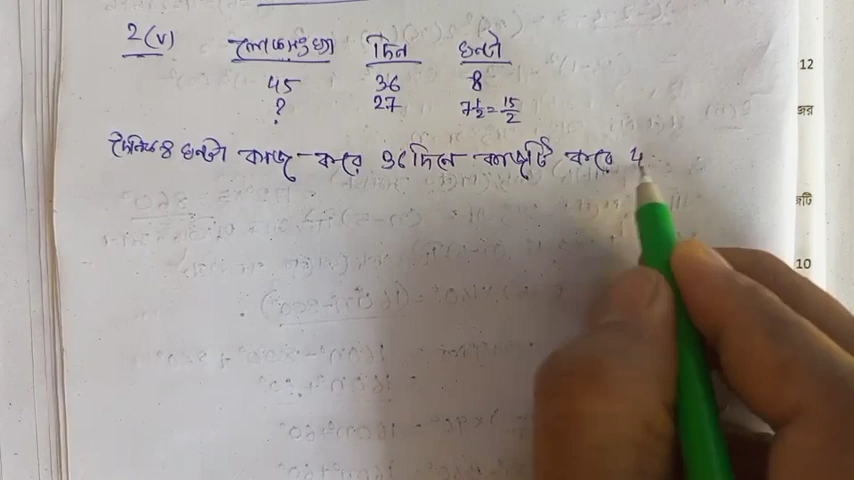 2(v) লোকসংখ্যা দিন ঘন্টা
45 36 8
? 27 7½ = 15/2
দৈনিক 8 ঘন্টা কাজ করে 36 দিনে কাজটি করে 4
12
10